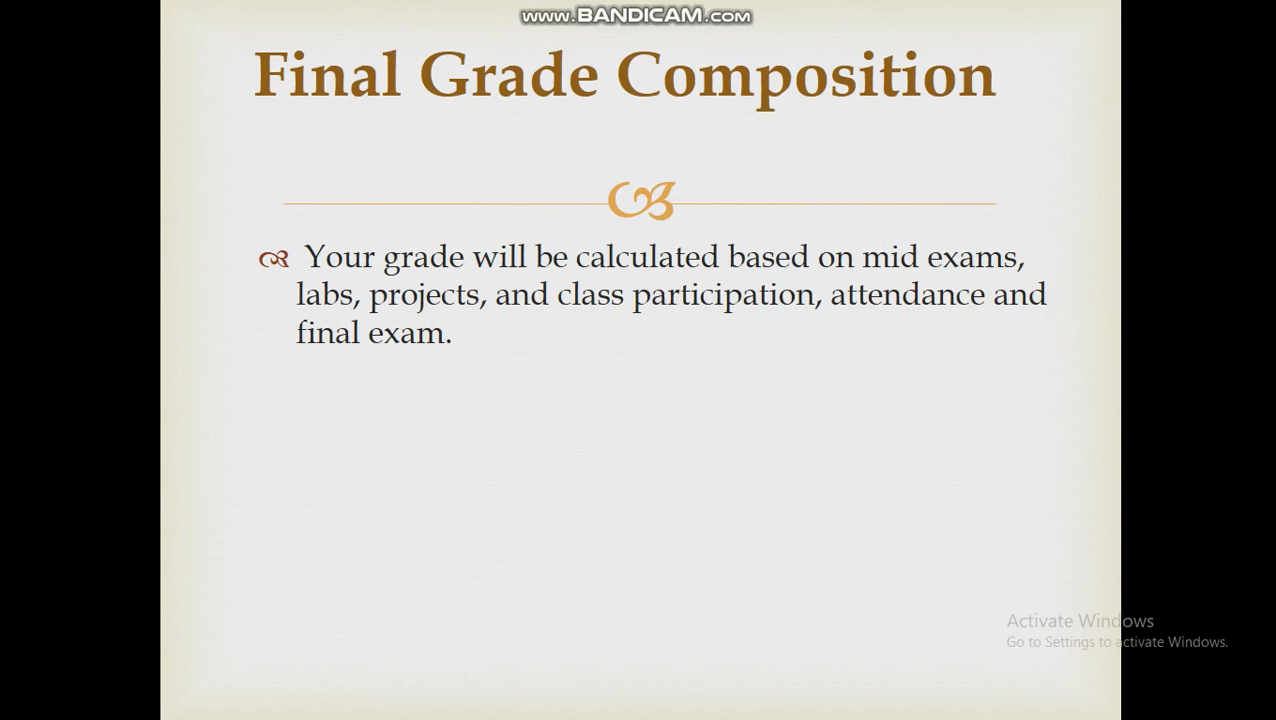 www.BANDICAM.com
Final Grade Composition
Your grade will be calculated based on mid exams,
labs, projects, and class participation, attendance and
final exam.
Activate Windows
Go to Settings to activate Windows.